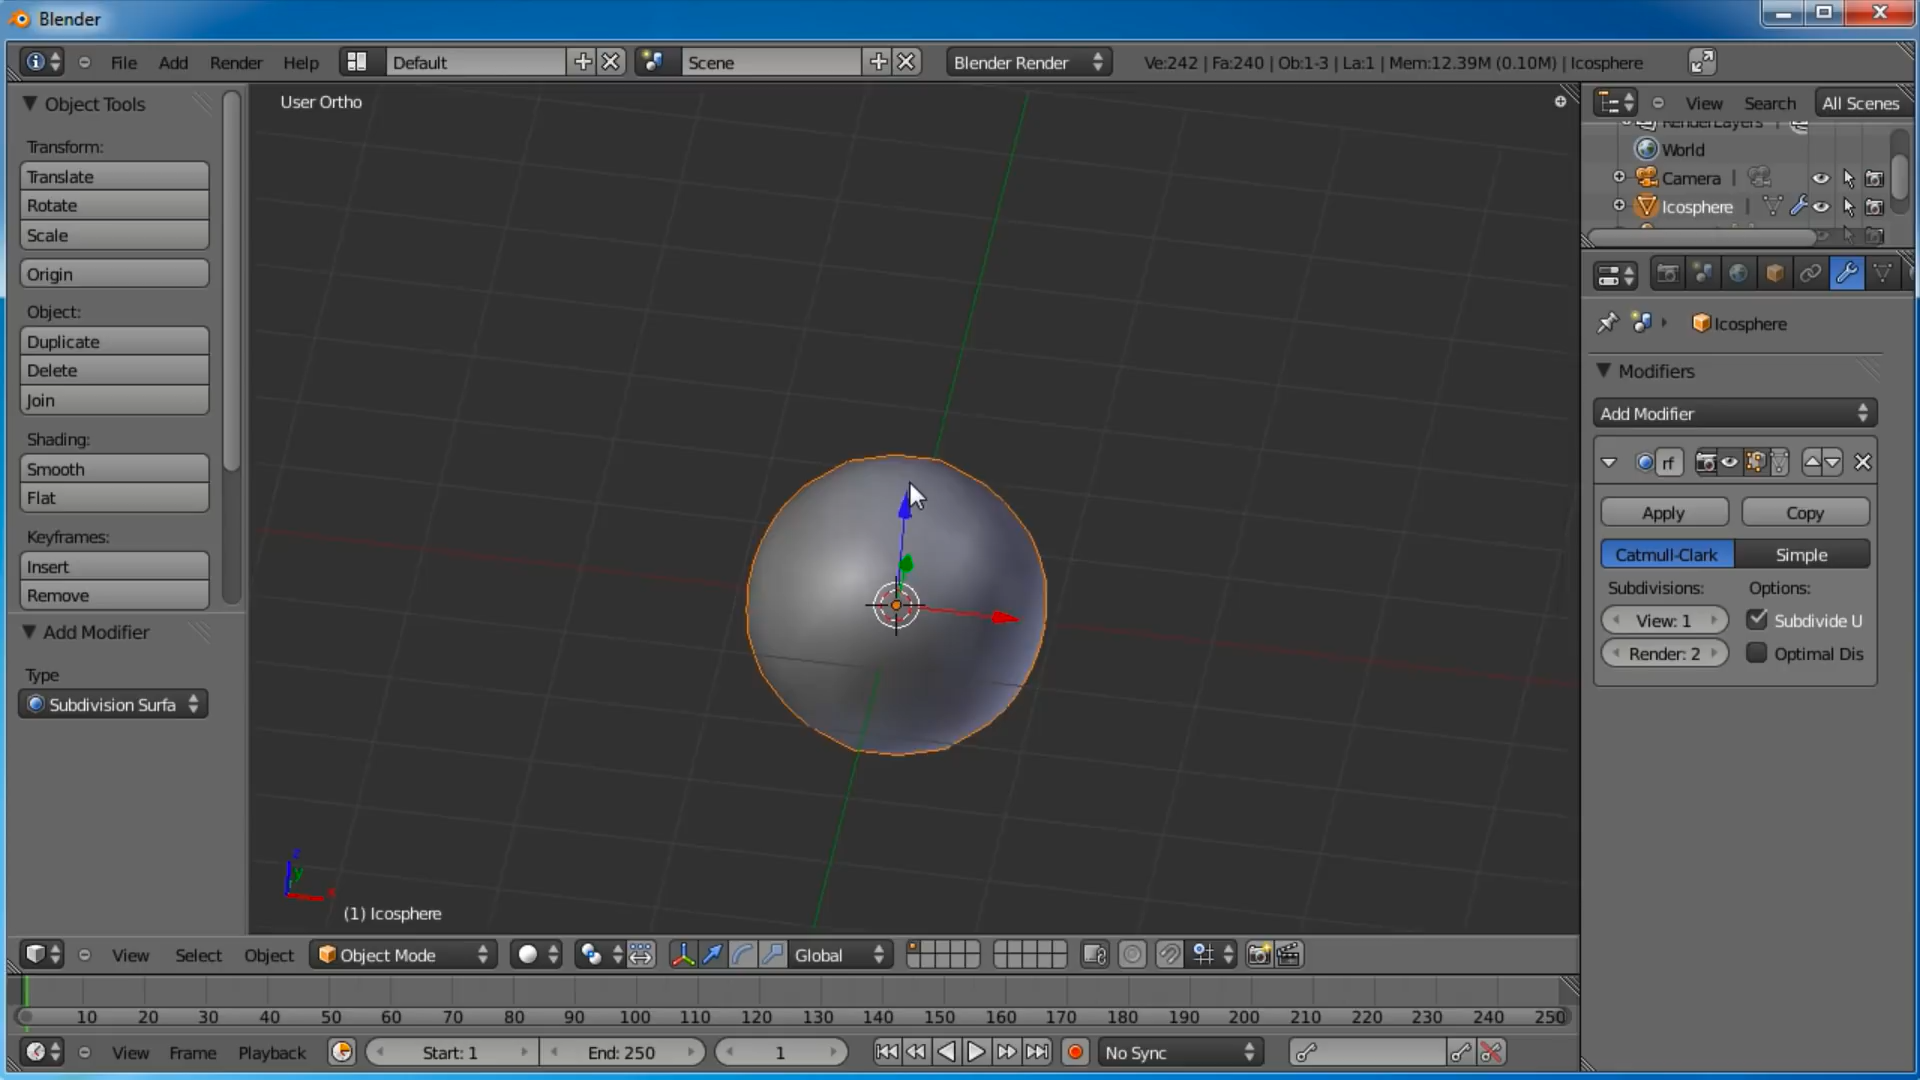 Blender
File Add Render Help Default Scene Blender Render Ve:242 | Fa:240 | Ob:1-3 | La:1 | Mem:12.39M (0.10M) | Icosphere
Object Tools
Transform:
Translate
Rotate
Scale
Origin
Object:
Duplicate
Delete
Join
Shading:
Smooth
Flat
Keyframes:
Insert
Remove
Add Modifier
Type
Subdivision Surfa
User Ortho
z
y
x
(1) Icosphere
View Search All Scenes
RenderLayers |
World
Camera |
Icosphere |
Icosphere
Modifiers
Add Modifier
rf
Apply Copy
Catmull-Clark Simple
Subdivisions: Options:
View: 1 Subdivide U
Render: 2 Optimal Dis
View Select Object Object Mode Global
10 20 30 40 50 60 70 80 90 100 110 120 130 140 150 160 170 180 190 200 210 220 230 240 250
View Frame Playback Start: 1 End: 250 1 No Sync